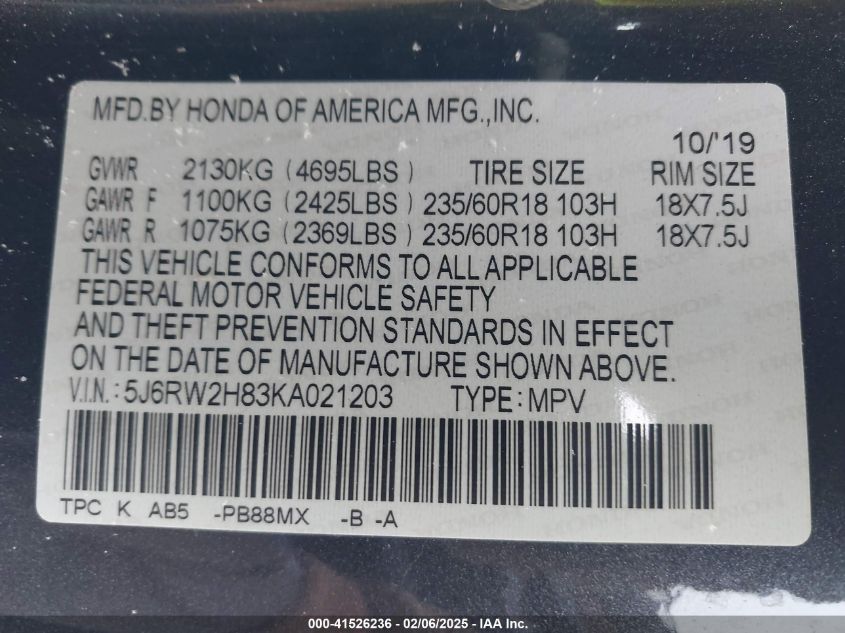 MFD.BY HONDA OF AMERICA MFG.,INC.
10/'19
GVWR 2130KG (4695LBS) TIRE SIZE RIM SIZE
GAWR F 1100KG (2425LBS) 235/60R18 103H 18X7.5J
GAWR R 1075KG (2369LBS) 235/60R18 103H 18X7.5J
THIS VEHICLE CONFORMS TO ALL APPLICABLE
FEDERAL MOTOR VEHICLE SAFETY
AND THEFT PREVENTION STANDARDS IN EFFECT
ON THE DATE OF MANUFACTURE SHOWN ABOVE.
V.I.N.: 5J6RW2H83KA021203 TYPE: MPV
TPC K AB5 -PB88MX -B -A
000-41526236 - 02/06/2025 - IAA Inc.